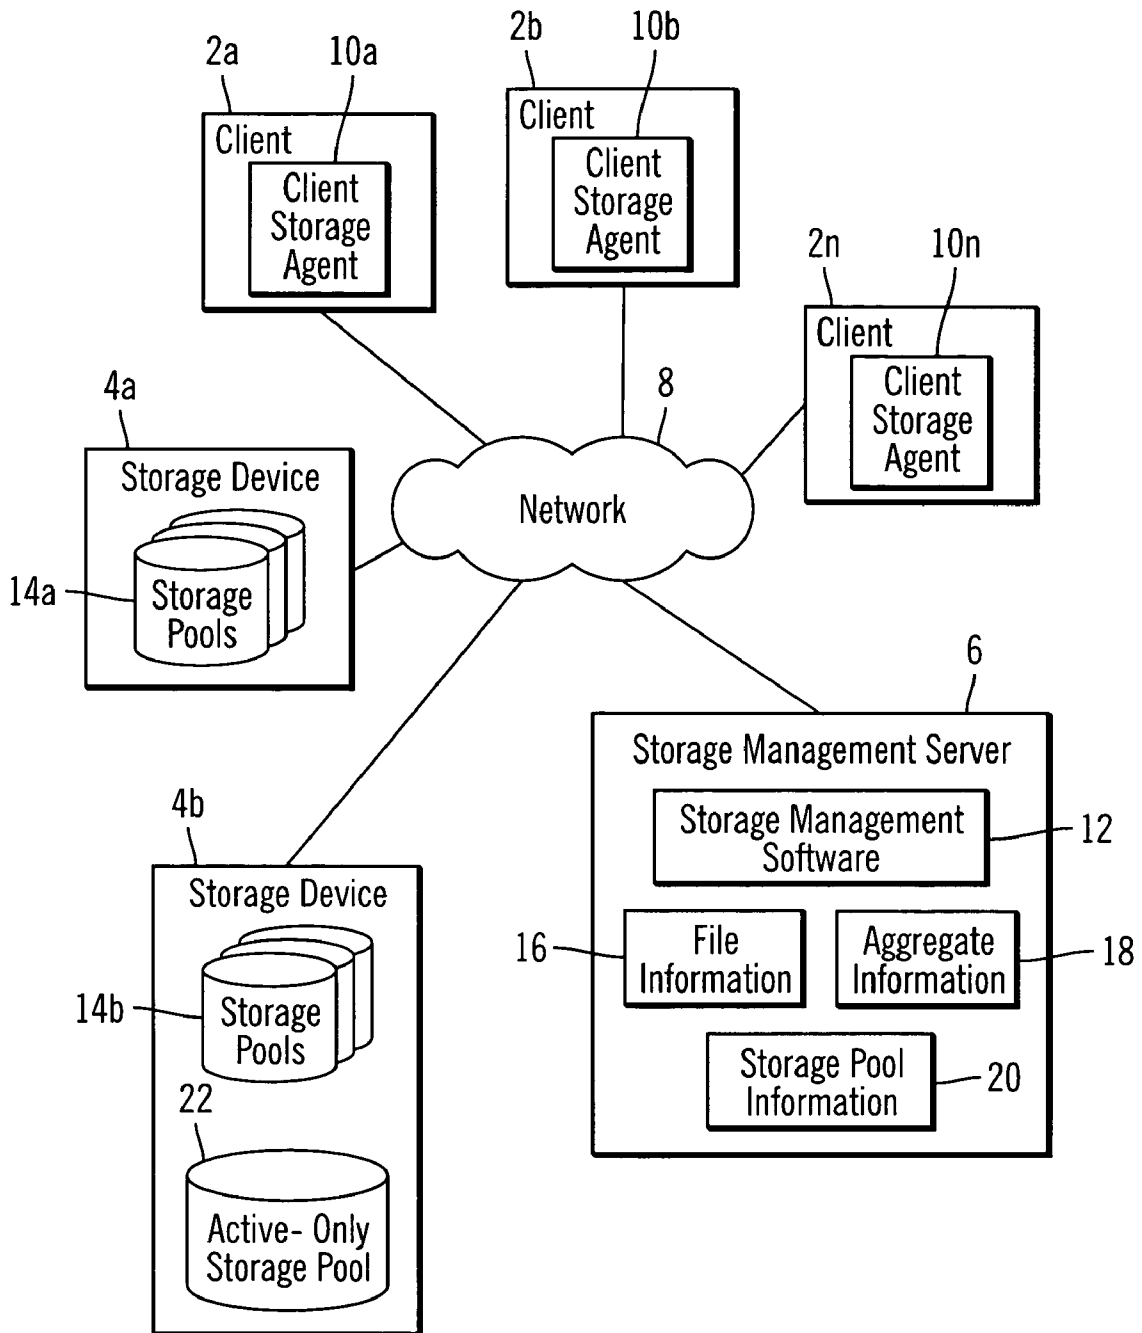 2a
10a
2b
10b
Client
Client
Storage
Agent
Client
Client
Storage
Agent
2n
10n
Client
Client
Storage
Agent
4a
8
Storage Device
Network
14a
Storage
Pools
6
Storage Management Server
4b
Storage Management
Software
12
Storage Device
16
File
Information
Aggregate
Information
18
14b
Storage
Pools
Storage Pool
Information
20
22
Active- Only
Storage Pool